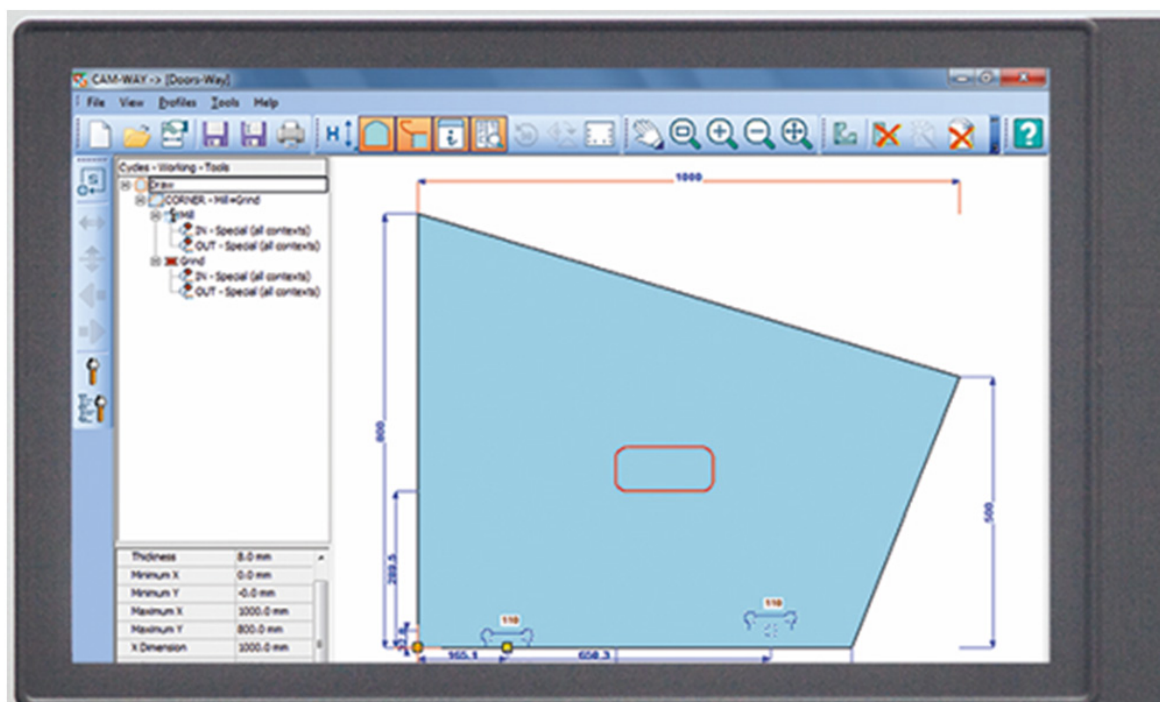 CAM-WAY -> [Doors-Way]
File View Profiles Tools Help
H
Cycles - Working - Tools
Draw
CORNER - Mill+Grind
Mill
IN - Special (all contexts)
OUT - Special (all contexts)
Grind
IN - Special (all contexts)
OUT - Special (all contexts)
Thickness 8.0 mm
Minimum X 0.0 mm
Minimum Y -0.0 mm
Maximum X 1000.0 mm
Maximum Y 800.0 mm
X Dimension 1000.0 mm
1000
800
289.5
500
110
110
165.1
650.3